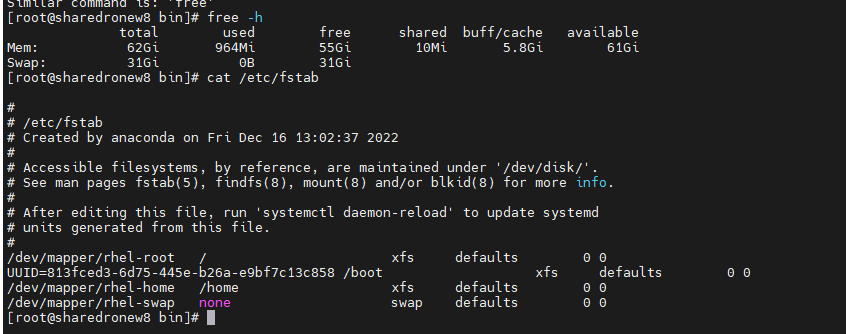 Similar command is: 'free'
[root@sharedronew8 bin]# free -h
              total        used        free      shared  buff/cache   available
Mem:           62Gi       964Mi        55Gi        10Mi       5.8Gi        61Gi
Swap:          31Gi          0B        31Gi
[root@sharedronew8 bin]# cat /etc/fstab
#
# /etc/fstab
# Created by anaconda on Fri Dec 16 13:02:37 2022
#
# Accessible filesystems, by reference, are maintained under '/dev/disk/'.
# See man pages fstab(5), findfs(8), mount(8) and/or blkid(8) for more info.
#
# After editing this file, run 'systemctl daemon-reload' to update systemd
# units generated from this file.
#
/dev/mapper/rhel-root   /                       xfs     defaults        0 0
UUID=813fced3-6d75-445e-b26a-e9bf7c13c858 /boot                   xfs     defaults        0 0
/dev/mapper/rhel-home   /home                   xfs     defaults        0 0
/dev/mapper/rhel-swap   none                    swap    defaults        0 0
[root@sharedronew8 bin]#